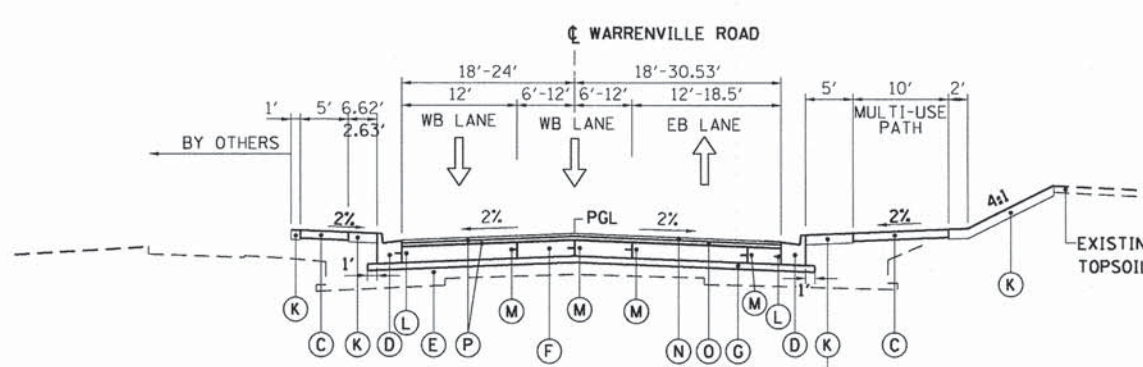 ℄ WARRENVILLE ROAD
18'-24' 18'-30.53'
1' 5' 6.62' 12' 6'-12' 6'-12' 12'-18.5' 5' 10' 2'
2.63' WB LANE WB LANE EB LANE MULTI-USE
PATH
BY OTHERS
4:1
2% 2% PGL 2% 2%
EXISTIN
TOPSOIL
1' 1'
K C K D L E P M F M M N O G M L D K C K